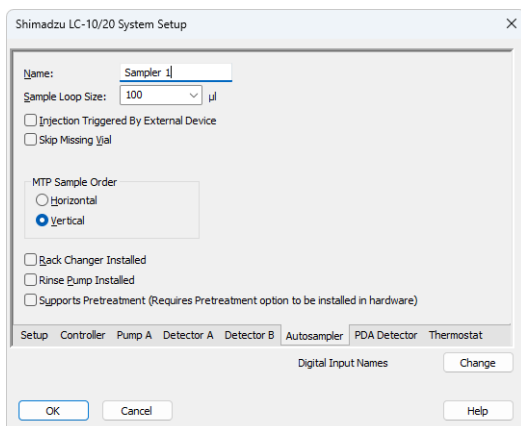 Shimadzu LC-10/20 System Setup
Name: Sampler 1
Sample Loop Size: 100 µl
Injection Triggered By External Device
Skip Missing Vial
MTP Sample Order
Horizontal
Vertical
Rack Changer Installed
Rinse Pump Installed
Supports Pretreatment (Requires Pretreatment option to be installed in hardware)
Setup Controller Pump A Detector A Detector B Autosampler PDA Detector Thermostat
Digital Input Names Change
OK Cancel Help